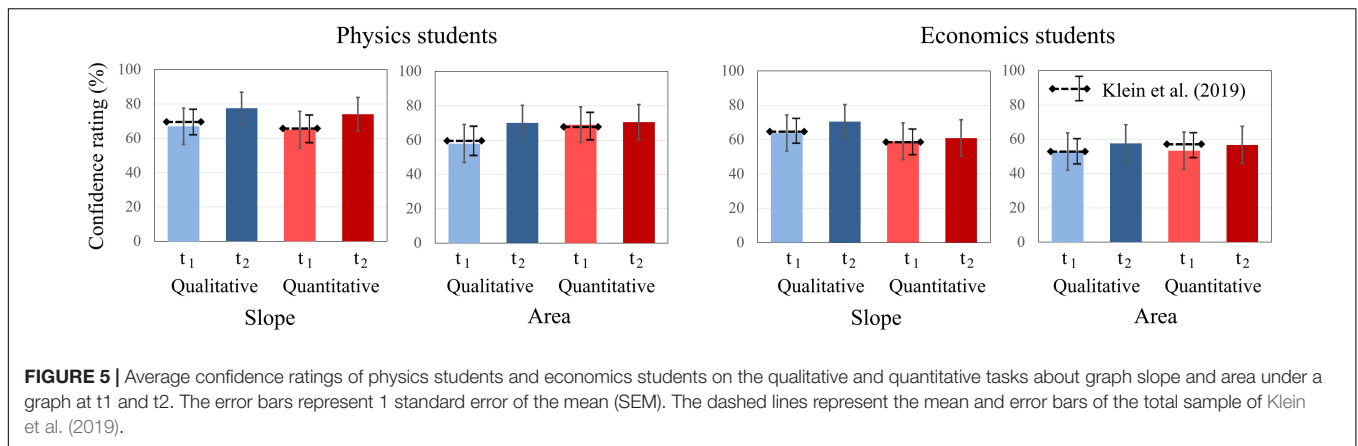 Physics students
Economics students
Confidence rating (%)
100
80
60
40
20
0
t1 t2 t1 t2
Qualitative Quantitative
Slope
100
80
60
40
20
0
t1 t2 t1 t2
Qualitative Quantitative
Area
100
80
60
40
20
0
t1 t2 t1 t2
Qualitative Quantitative
Slope
100
80
60
40
20
0
Klein et al. (2019)
t1 t2 t1 t2
Qualitative Quantitative
Area
FIGURE 5 | Average confidence ratings of physics students and economics students on the qualitative and quantitative tasks about graph slope and area under a
graph at t1 and t2. The error bars represent 1 standard error of the mean (SEM). The dashed lines represent the mean and error bars of the total sample of Klein
et al. (2019).